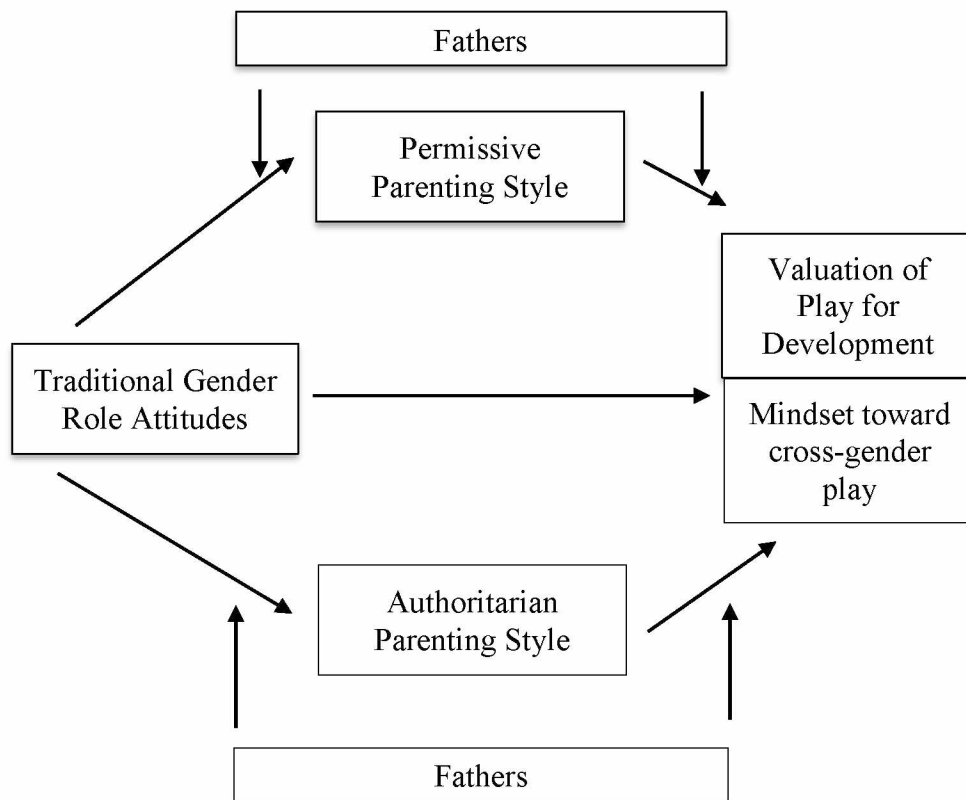 Fathers
Permissive
Parenting Style
Valuation of
Play for
Development
Traditional Gender
Role Attitudes
Mindset toward
cross-gender
play
Authoritarian
Parenting Style
Fathers